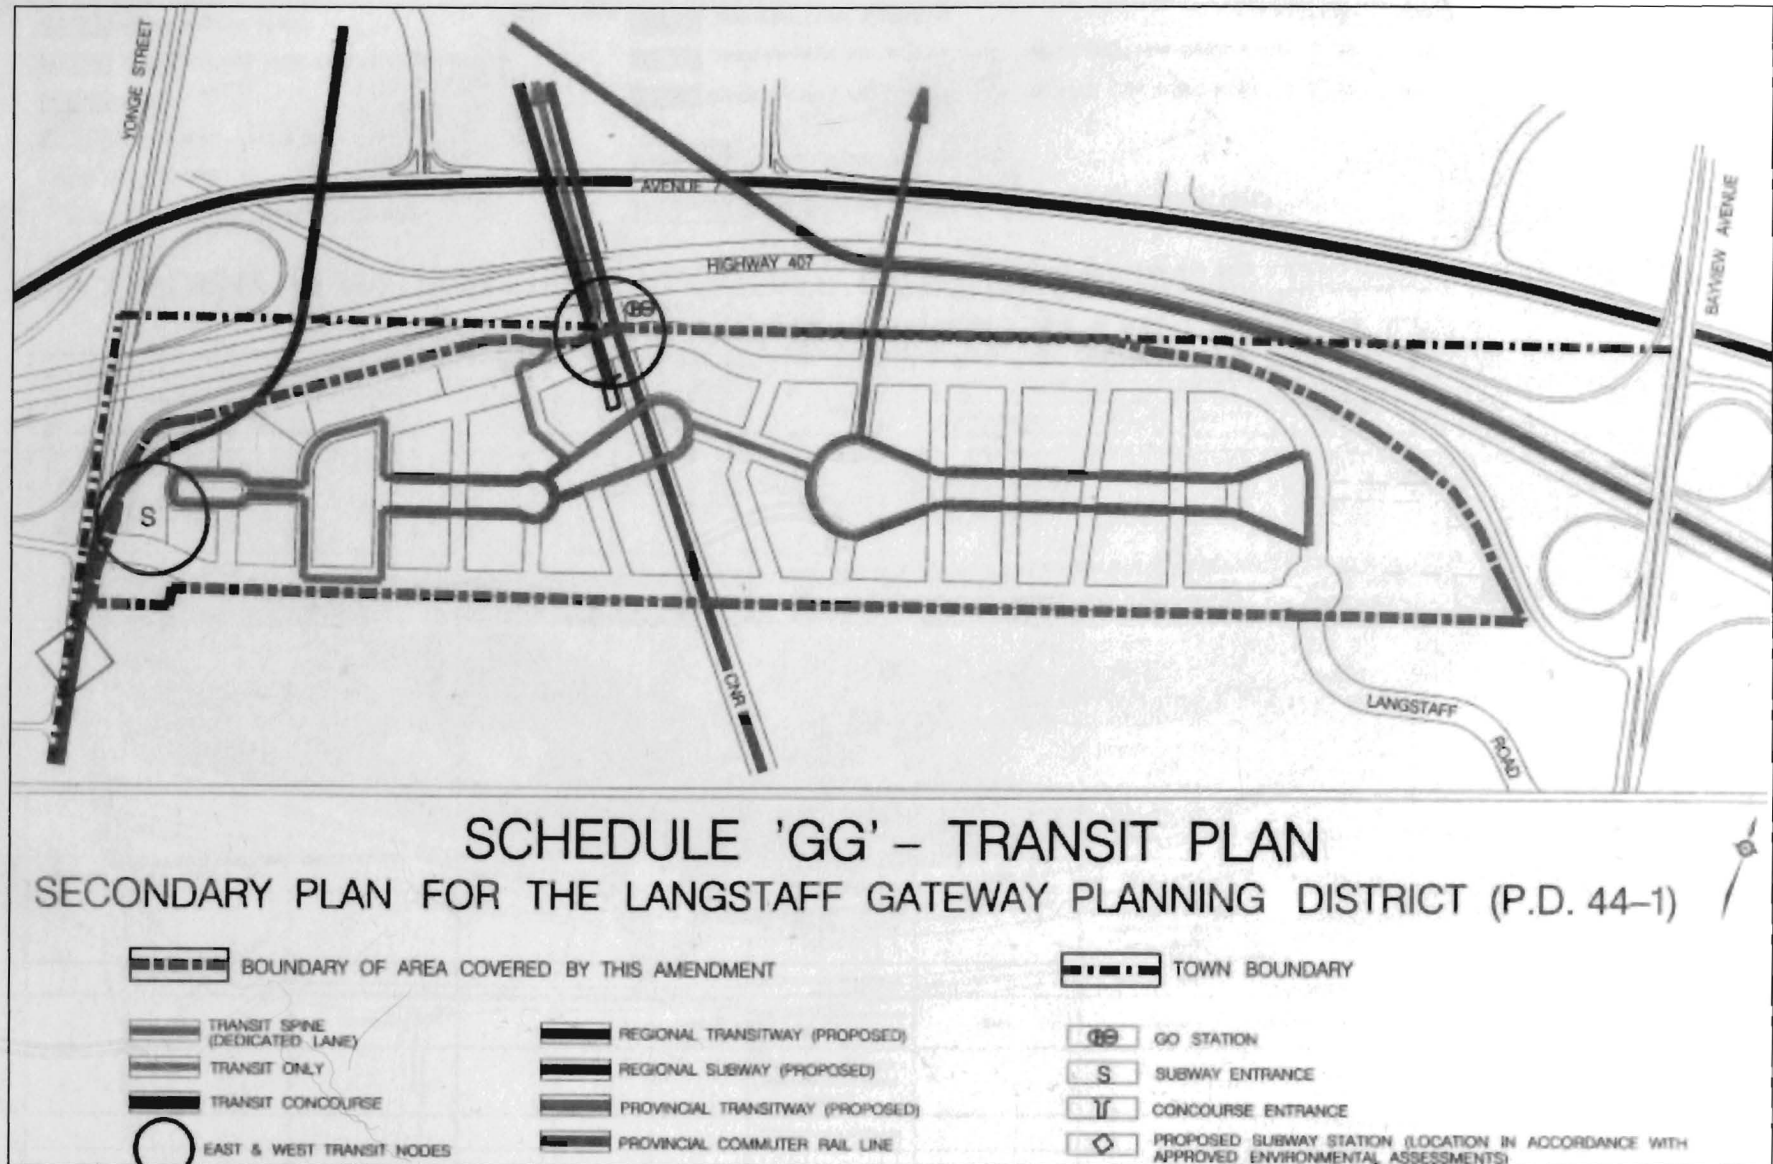 YONGE STREET
AVENUE 7
HIGHWAY 407
BAYVIEW AVENUE
S
CNR
LANGSTAFF
ROAD
SCHEDULE 'GG' – TRANSIT PLAN
SECONDARY PLAN FOR THE LANGSTAFF GATEWAY PLANNING DISTRICT (P.D. 44–1)
BOUNDARY OF AREA COVERED BY THIS AMENDMENT
TOWN BOUNDARY
TRANSIT SPINE
(DEDICATED LANE)
TRANSIT ONLY
TRANSIT CONCOURSE
EAST & WEST TRANSIT NODES
REGIONAL TRANSITWAY (PROPOSED)
REGIONAL SUBWAY (PROPOSED)
PROVINCIAL TRANSITWAY (PROPOSED)
PROVINCIAL COMMUTER RAIL LINE
GO STATION
S SUBWAY ENTRANCE
CONCOURSE ENTRANCE
PROPOSED SUBWAY STATION (LOCATION IN ACCORDANCE WITH
APPROVED ENVIRONMENTAL ASSESSMENTS)